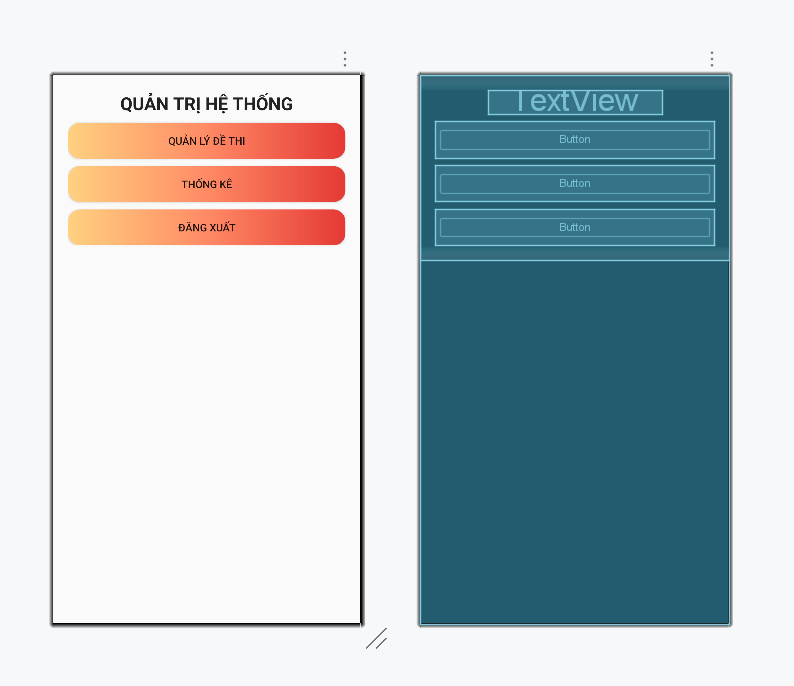 QUẢN TRỊ HỆ THỐNG
QUẢN LÝ ĐỀ THI
THỐNG KÊ
ĐĂNG XUẤT
TextView
Button
Button
Button